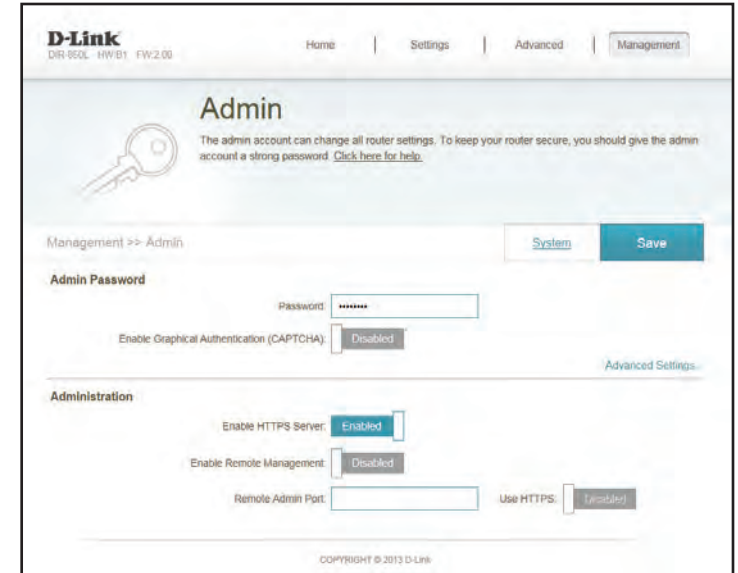 D-Link
DIR-850L HW:B1 FW:2.00
Home | Settings | Advanced | Management
Admin
The admin account can change all router settings. To keep your router secure, you should give the admin
account a strong password. Click here for help.
Management >> Admin
System
Save
Admin Password
Password:
••••••••
Enable Graphical Authentication (CAPTCHA):
Disabled
Advanced Settings...
Administration
Enable HTTPS Server:
Enabled
Enable Remote Management:
Disabled
Remote Admin Port:
Use HTTPS:
Disabled
COPYRIGHT © 2013 D-Link